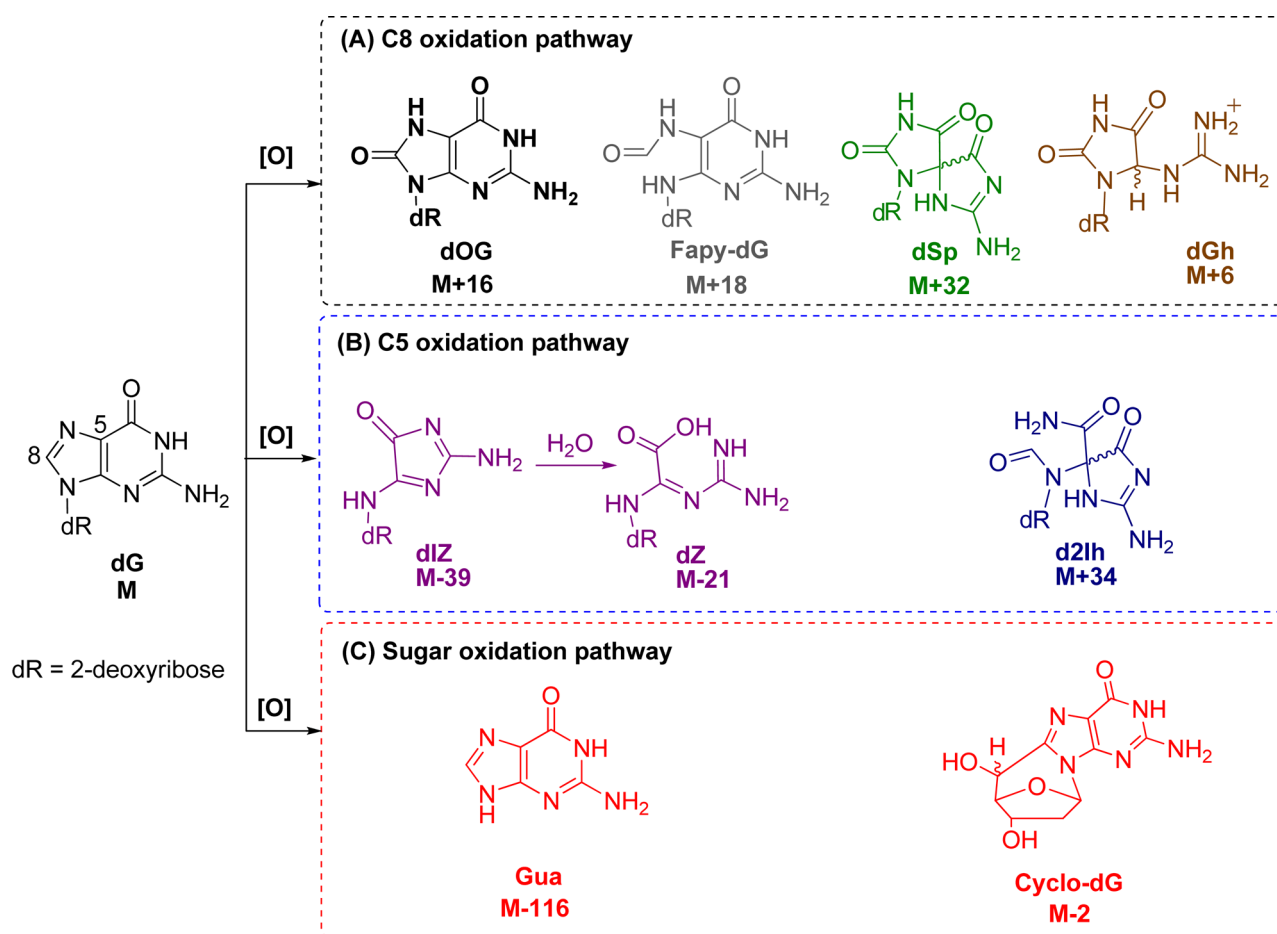 (A) C8 oxidation pathway
[O]
O
H
N
NH
O
N
N
NH2
dR
dOG
M+16
O
H
N
NH
O
HN
N
NH2
dR
Fapy-dG
M+18
H
N
O
O
O
N
N
dR
HN
NH2
dSp
M+32
H
N
O
NH2+
O
N
N
H
H
NH2
dR
dGh
M+6
(B) C5 oxidation pathway
[O]
O
N
5
NH
8
N
N
NH2
dR
dG
M
dR = 2-deoxyribose
O
N
NH2
HN
N
dR
dIZ
M-39
H2O
O
OH
NH
HN
N
NH2
dR
dZ
M-21
H2N
O
O
O
N
N
dR
HN
NH2
d2Ih
M+34
(C) Sugar oxidation pathway
[O]
O
N
NH
N
H
N
NH2
Gua
M-116
O
N
NH
H
HO
N
N
NH2
O
OH
Cyclo-dG
M-2